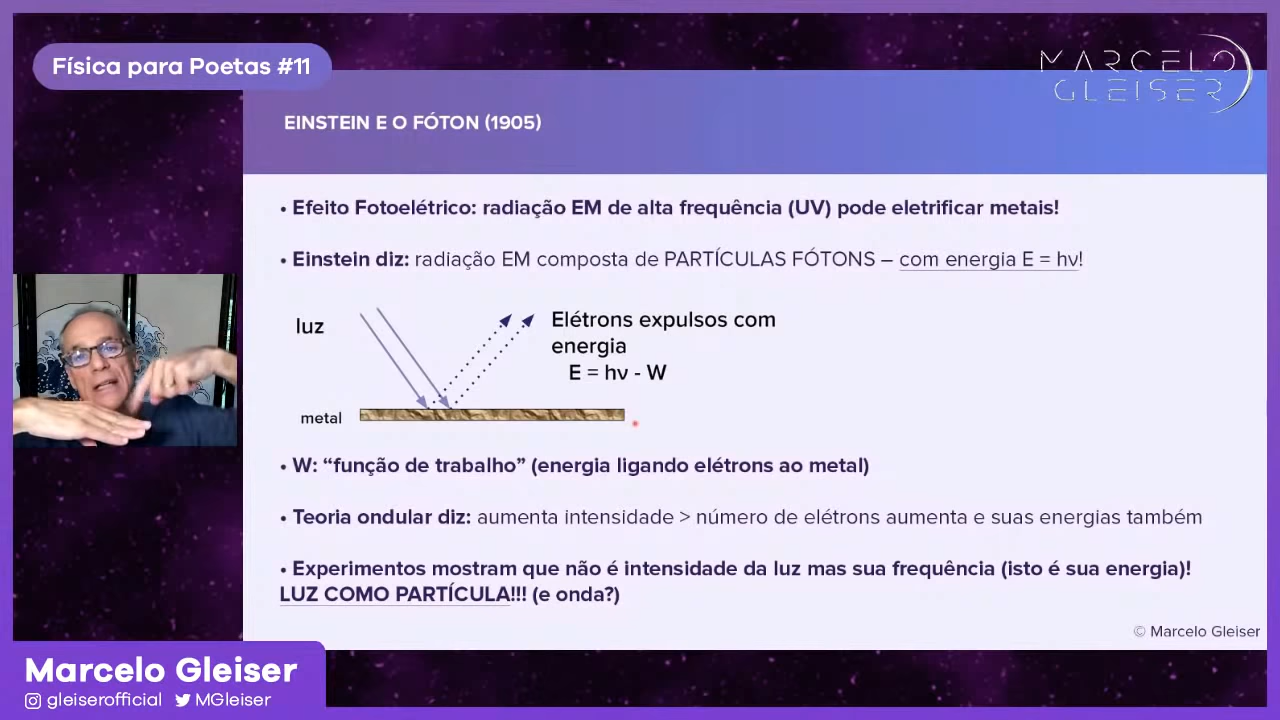 Física para Poetas #11
MARCELO
GLEISER
EINSTEIN E O FÓTON (1905)
• Efeito Fotoelétrico: radiação EM de alta frequência (UV) pode eletrificar metais!
• Einstein diz: radiação EM composta de PARTÍCULAS FÓTONS – com energia E = hν!
luz
Elétrons expulsos com
energia
E = hν - W
metal
• W: “função de trabalho” (energia ligando elétrons ao metal)
• Teoria ondular diz: aumenta intensidade > número de elétrons aumenta e suas energias também
• Experimentos mostram que não é intensidade da luz mas sua frequência (isto é sua energia)!
LUZ COMO PARTÍCULA!!! (e onda?)
© Marcelo Gleiser
Marcelo Gleiser
gleiserofficial MGleiser